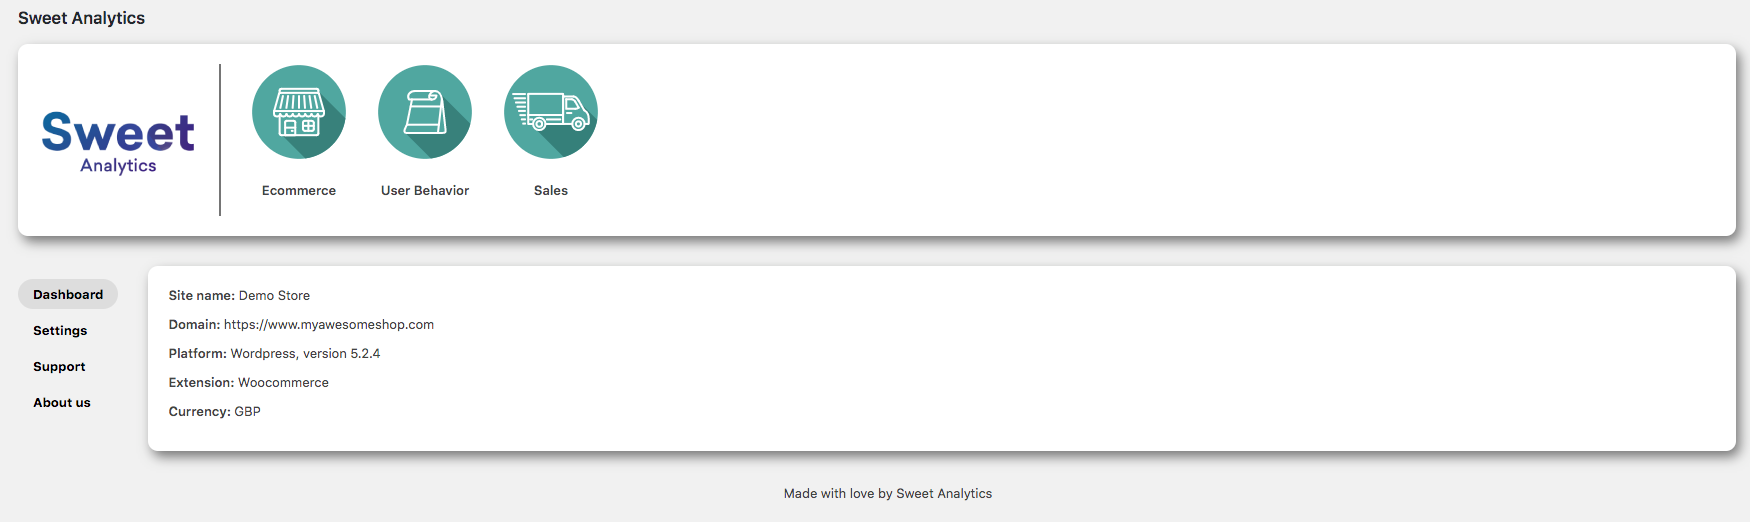 Sweet Analytics
Sweet
Analytics
Ecommerce
User Behavior
Sales
Dashboard
Settings
Support
About us
Site name: Demo Store
Domain: https://www.myawesomeshop.com
Platform: Wordpress, version 5.2.4
Extension: Woocommerce
Currency: GBP
Made with love by Sweet Analytics